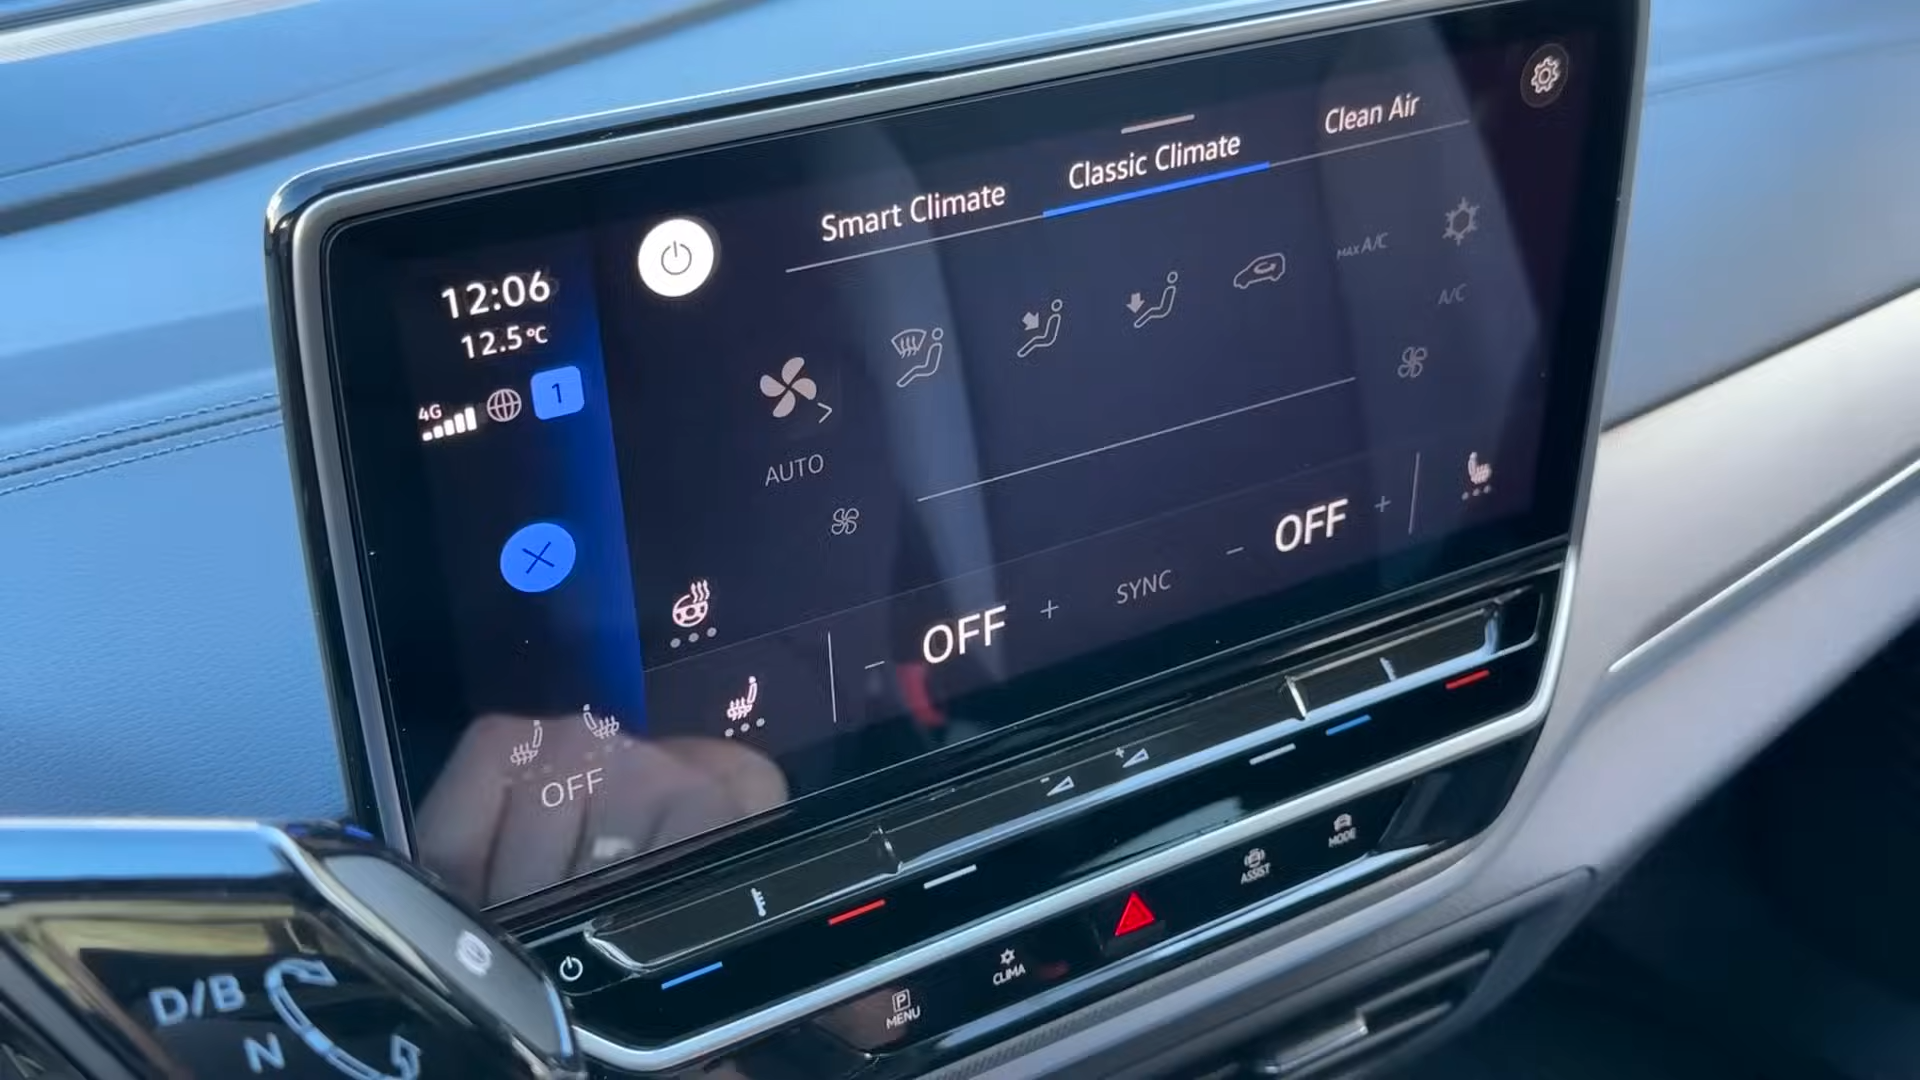 Smart Climate
Classic Climate
Clean Air
12:06
12.5°C
4G
1
MAX A/C
A/C
AUTO
OFF
SYNC
OFF
OFF
- +
P
MENU
CLIMA
ASSIST
MODE
D/B
N